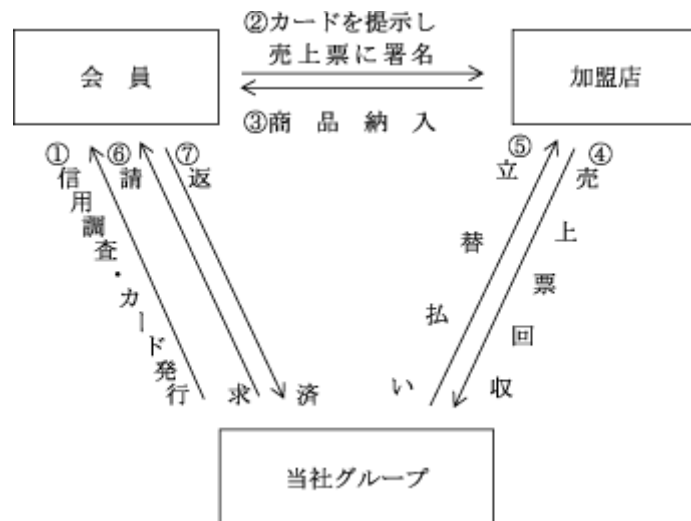 ②カードを提示し
売上票に署名
会員
加盟店
③商品納入
①信用調査・カード発行
⑥請求
⑦返済
⑤立替払い
④売上票回収
当社グループ